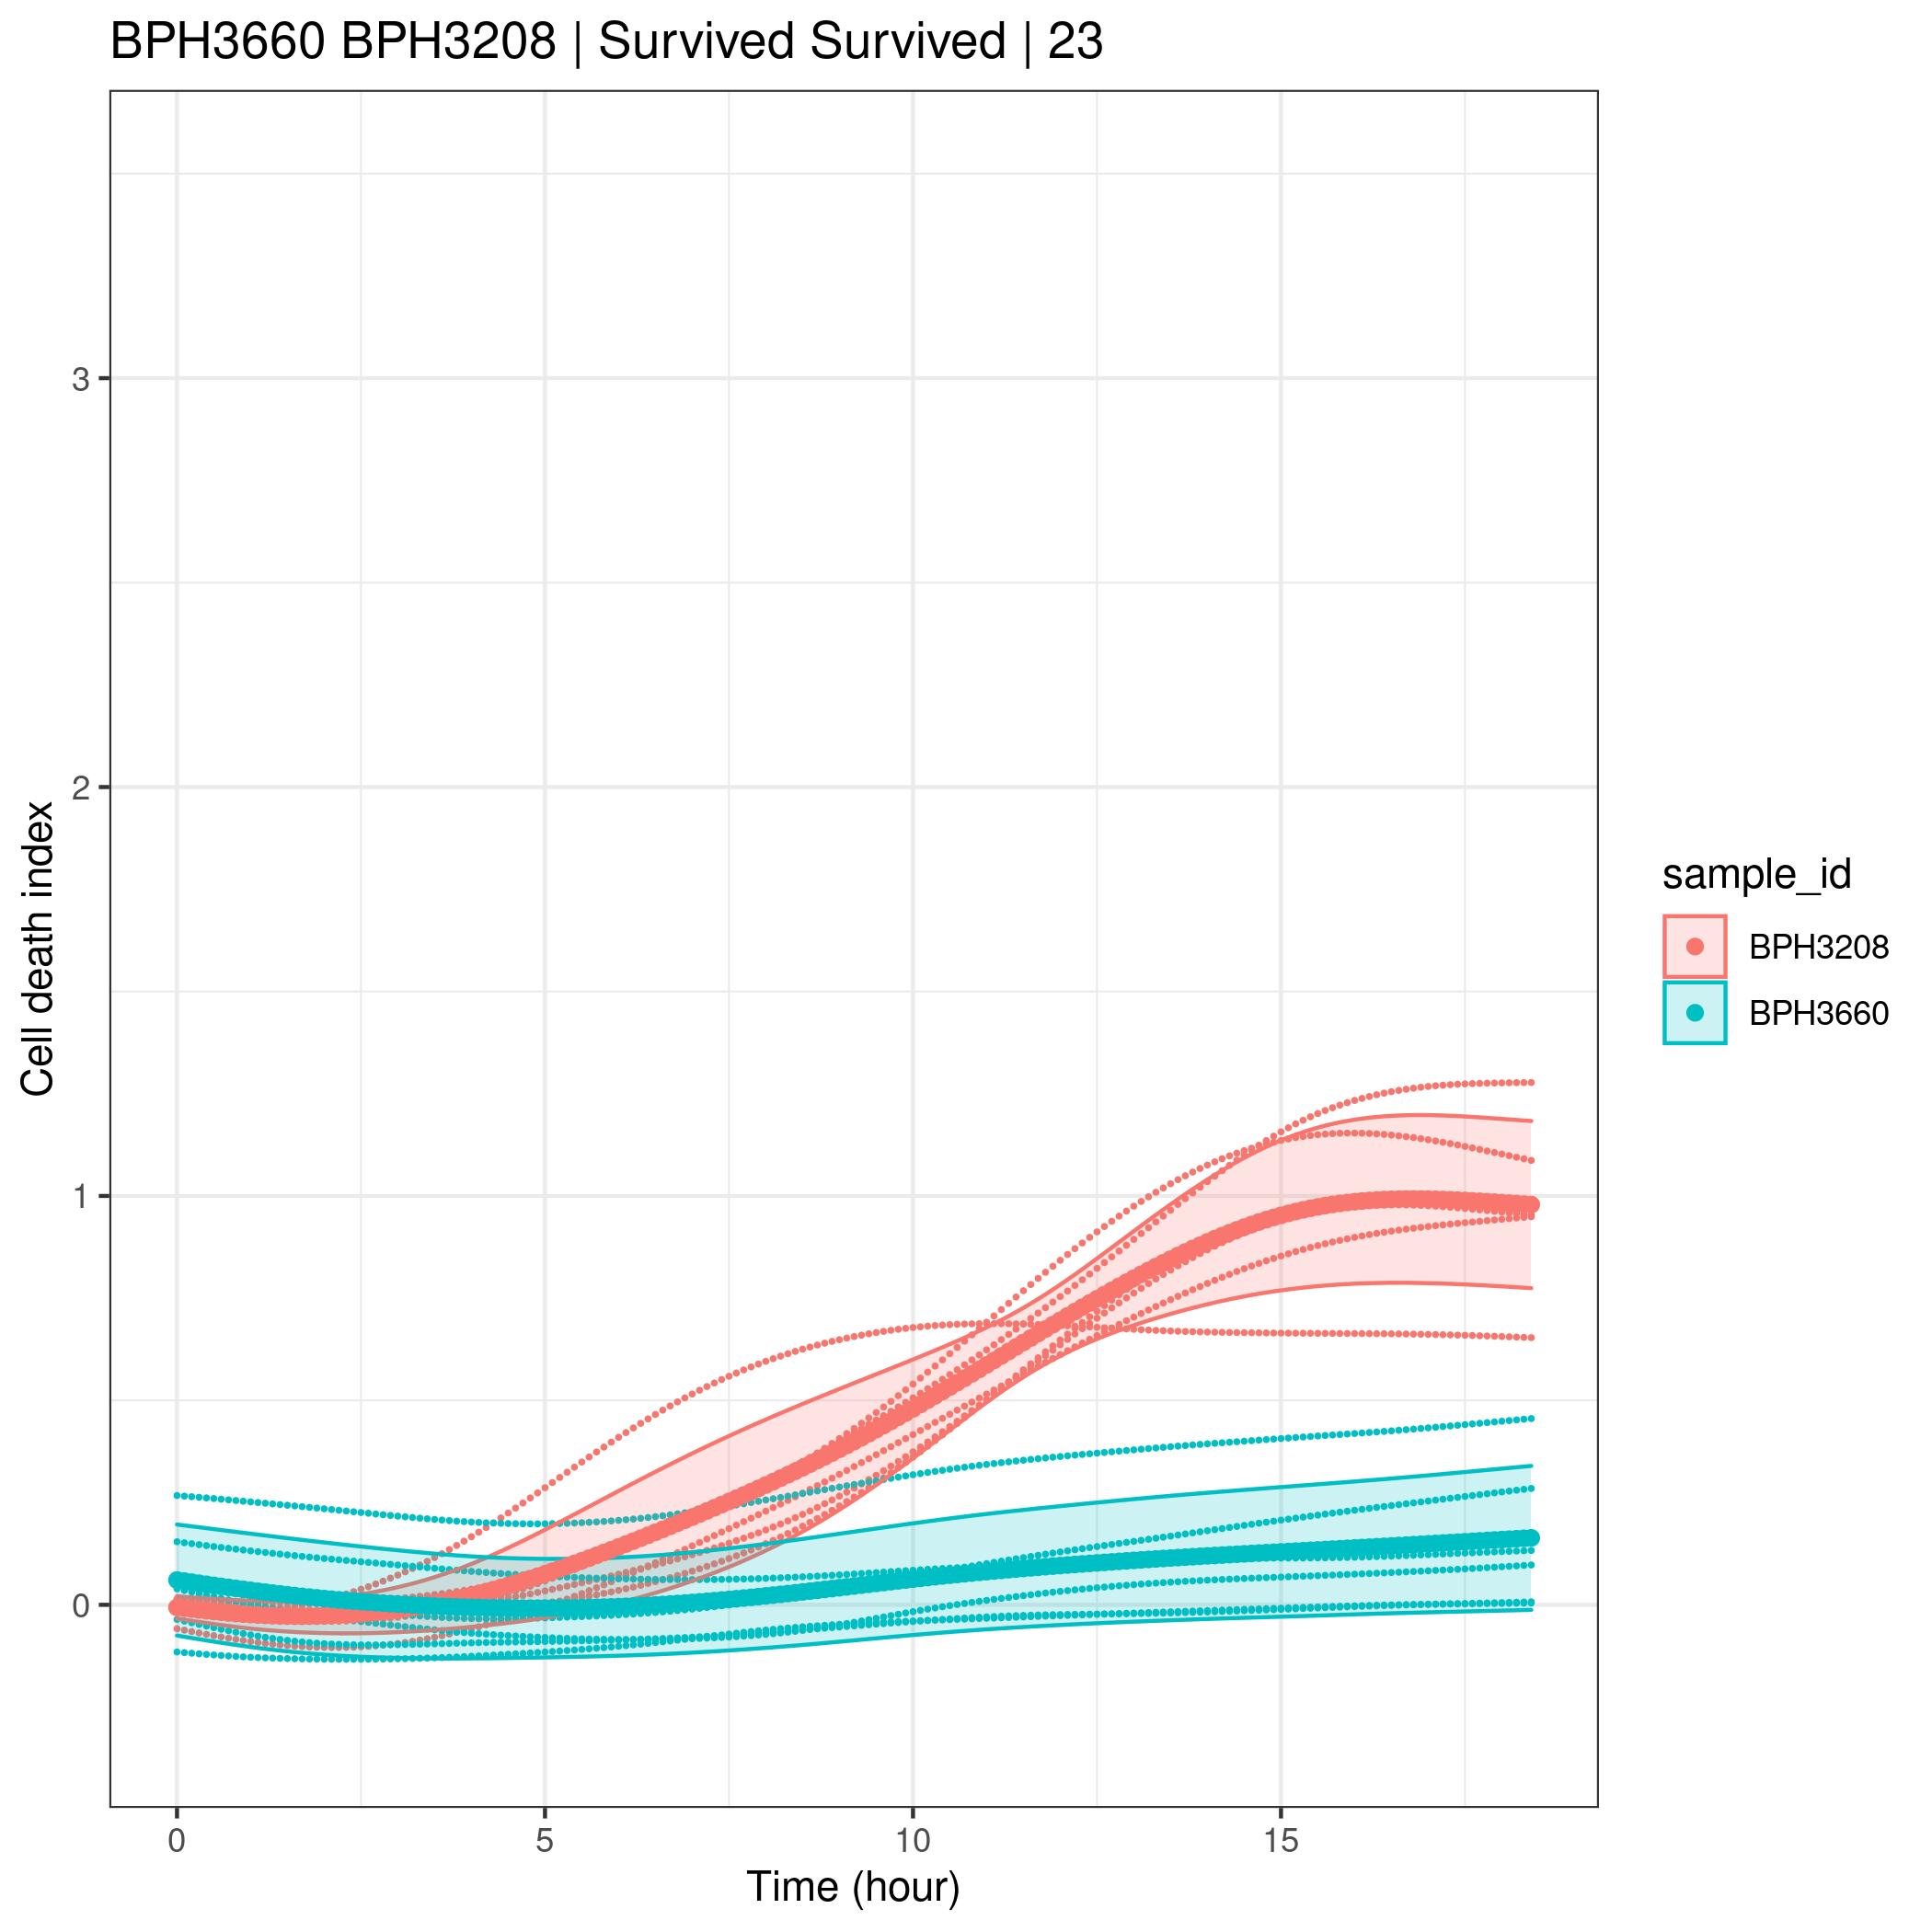 BPH3660 BPH3208 | Survived Survived | 23
3
2
1
0
Cell death index
0 5 10 15
Time (hour)
sample_id
BPH3208
BPH3660